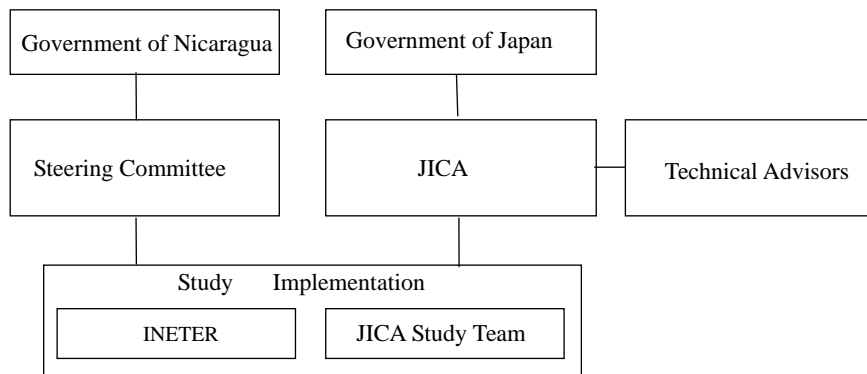 Government of Nicaragua
Government of Japan
Steering Committee
JICA
Technical Advisors
Study Implementation
INETER
JICA Study Team